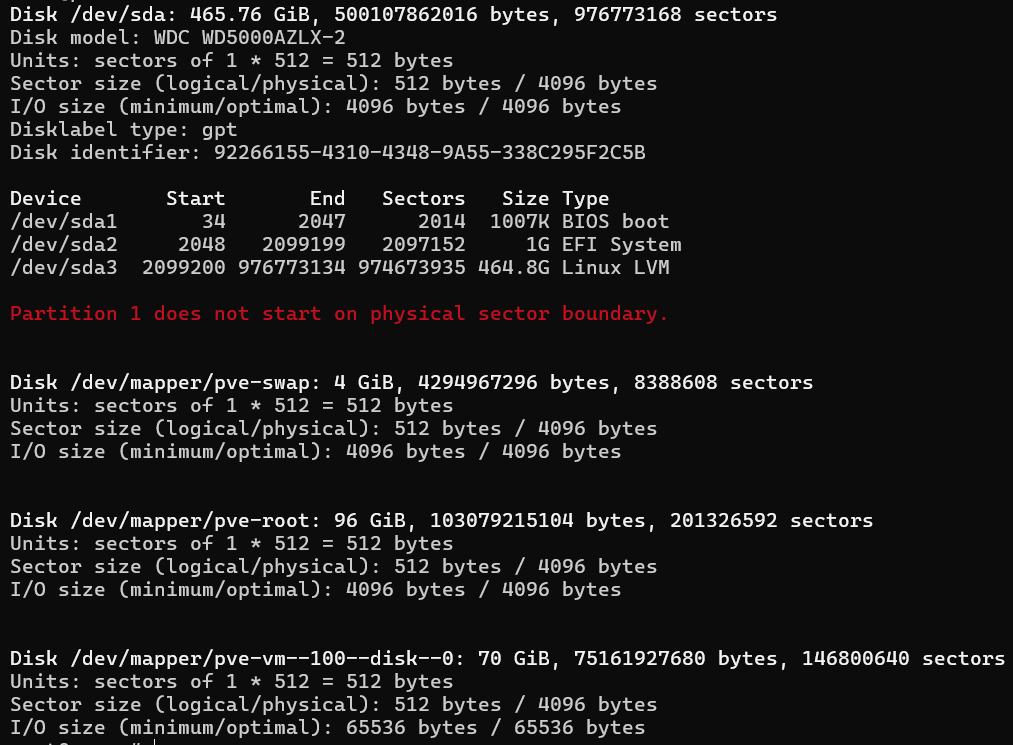 Disk /dev/sda: 465.76 GiB, 500107862016 bytes, 976773168 sectors
Disk model: WDC WD5000AZLX-2
Units: sectors of 1 * 512 = 512 bytes
Sector size (logical/physical): 512 bytes / 4096 bytes
I/O size (minimum/optimal): 4096 bytes / 4096 bytes
Disklabel type: gpt
Disk identifier: 92266155-4310-4348-9A55-338C295F2C5B
Device       Start       End   Sectors   Size Type
/dev/sda1       34      2047      2014  1007K BIOS boot
/dev/sda2     2048   2099199   2097152     1G EFI System
/dev/sda3  2099200 976773134 974673935 464.8G Linux LVM
Partition 1 does not start on physical sector boundary.
Disk /dev/mapper/pve-swap: 4 GiB, 4294967296 bytes, 8388608 sectors
Units: sectors of 1 * 512 = 512 bytes
Sector size (logical/physical): 512 bytes / 4096 bytes
I/O size (minimum/optimal): 4096 bytes / 4096 bytes
Disk /dev/mapper/pve-root: 96 GiB, 103079215104 bytes, 201326592 sectors
Units: sectors of 1 * 512 = 512 bytes
Sector size (logical/physical): 512 bytes / 4096 bytes
I/O size (minimum/optimal): 4096 bytes / 4096 bytes
Disk /dev/mapper/pve-vm--100--disk--0: 70 GiB, 75161927680 bytes, 146800640 sectors
Units: sectors of 1 * 512 = 512 bytes
Sector size (logical/physical): 512 bytes / 4096 bytes
I/O size (minimum/optimal): 65536 bytes / 65536 bytes